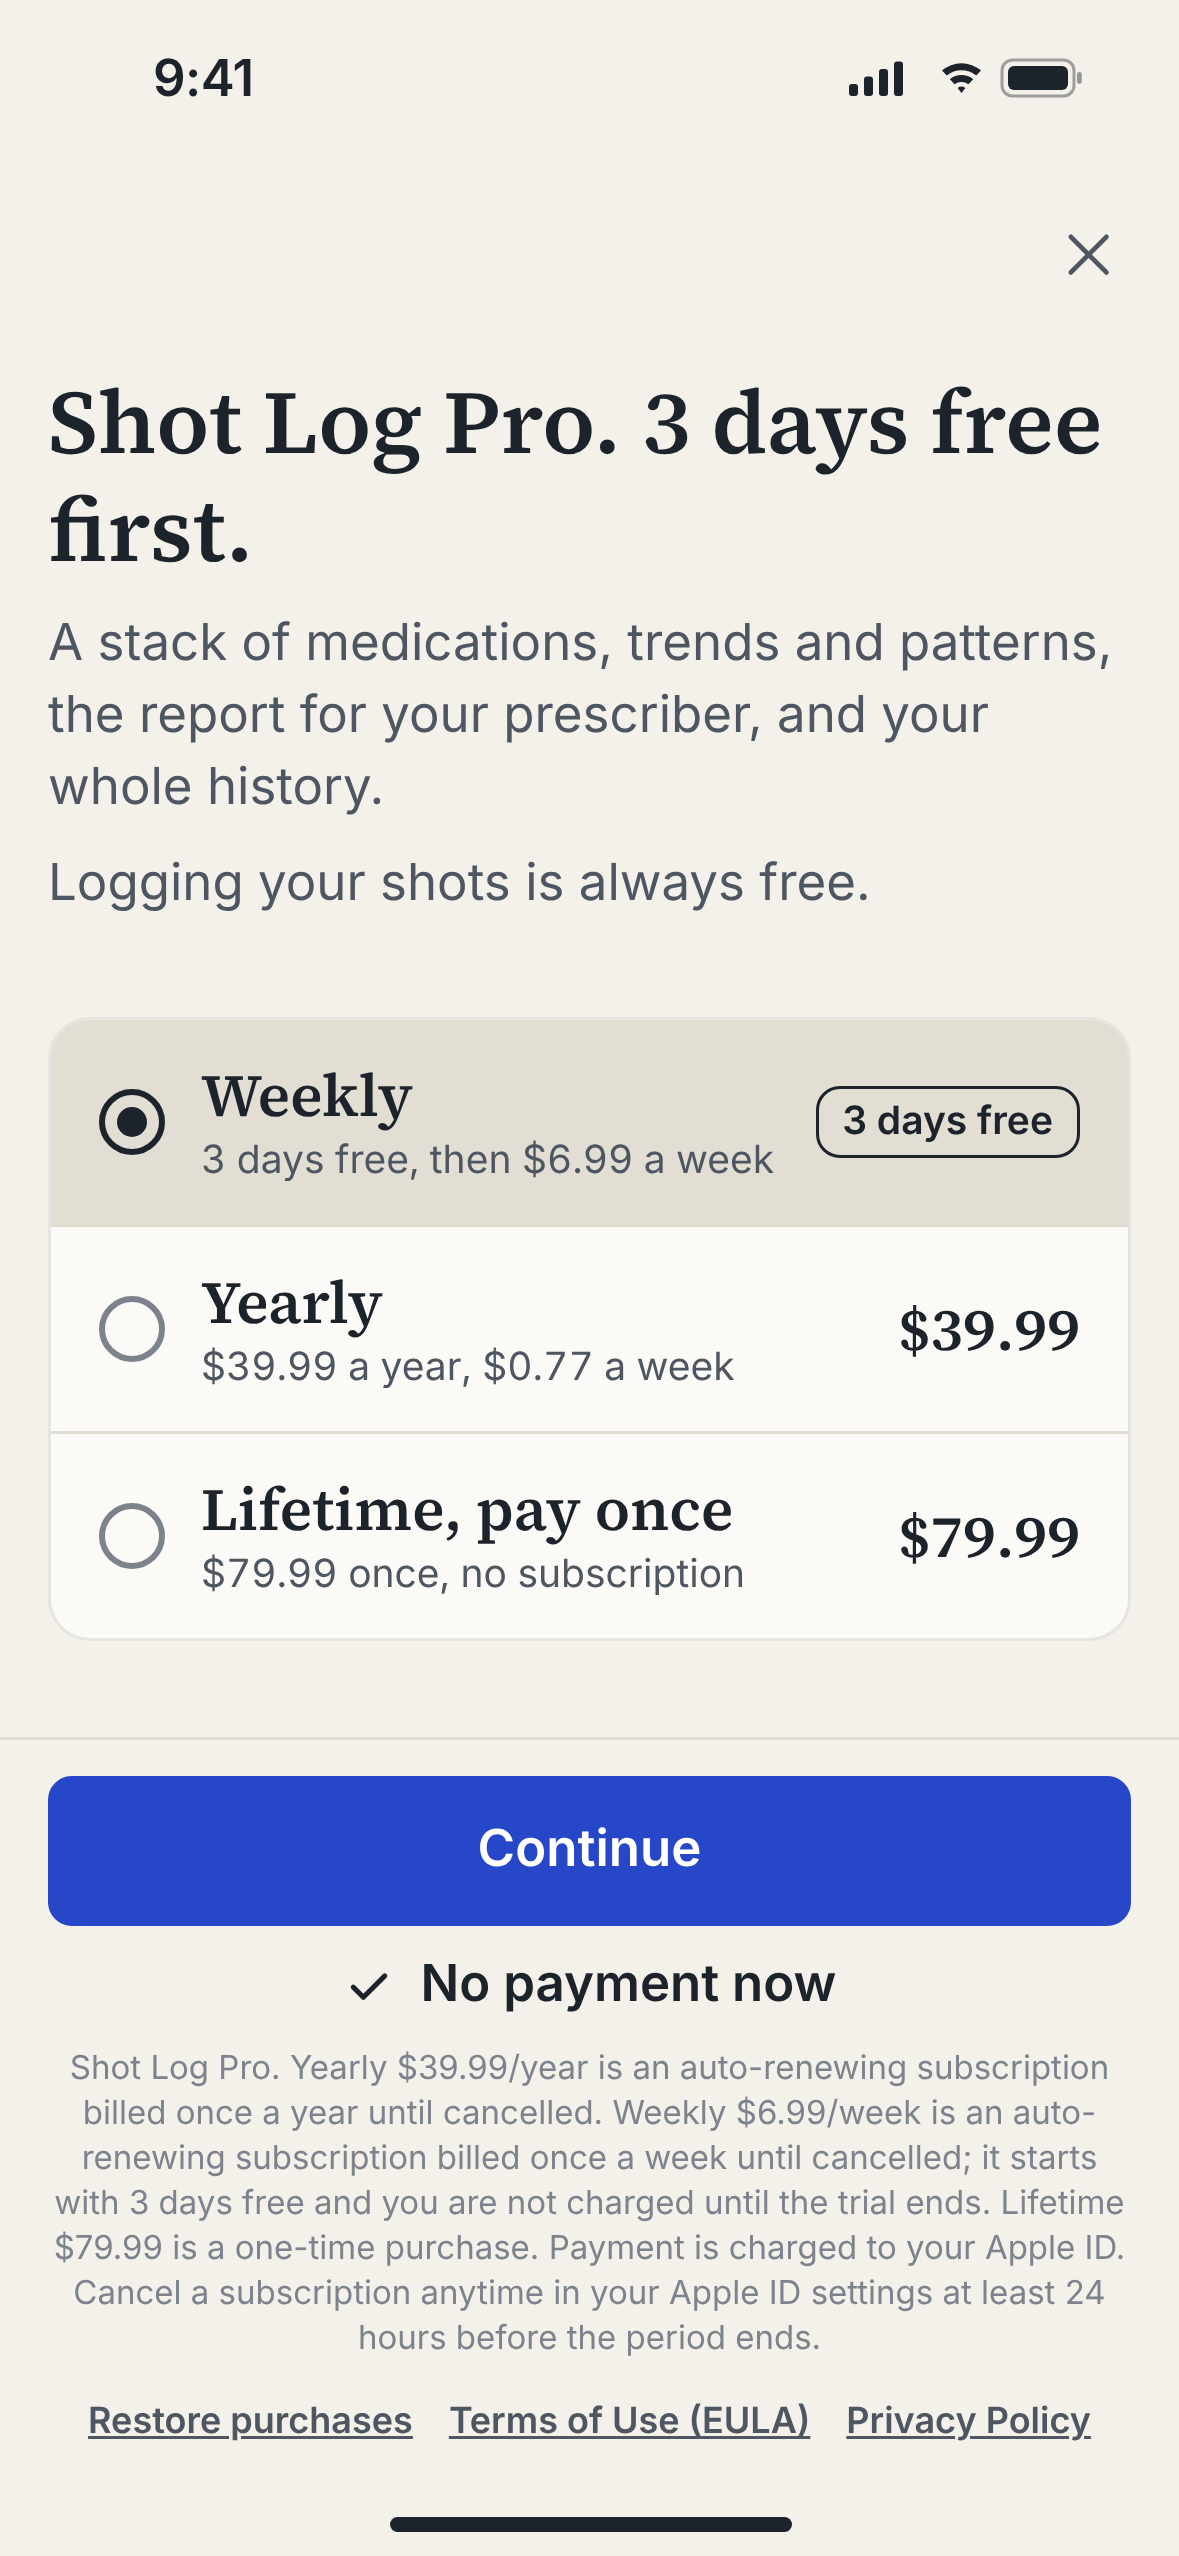 9:41
Shot Log Pro. 3 days free
first.
A stack of medications, trends and patterns,
the report for your prescriber, and your
whole history.
Logging your shots is always free.
Weekly
3 days free, then $6.99 a week
3 days free
Yearly
$39.99 a year, $0.77 a week
$39.99
Lifetime, pay once
$79.99 once, no subscription
$79.99
Continue
No payment now
Shot Log Pro. Yearly $39.99/year is an auto-renewing subscription
billed once a year until cancelled. Weekly $6.99/week is an auto-
renewing subscription billed once a week until cancelled; it starts
with 3 days free and you are not charged until the trial ends. Lifetime
$79.99 is a one-time purchase. Payment is charged to your Apple ID.
Cancel a subscription anytime in your Apple ID settings at least 24
hours before the period ends.
Restore purchases Terms of Use (EULA) Privacy Policy